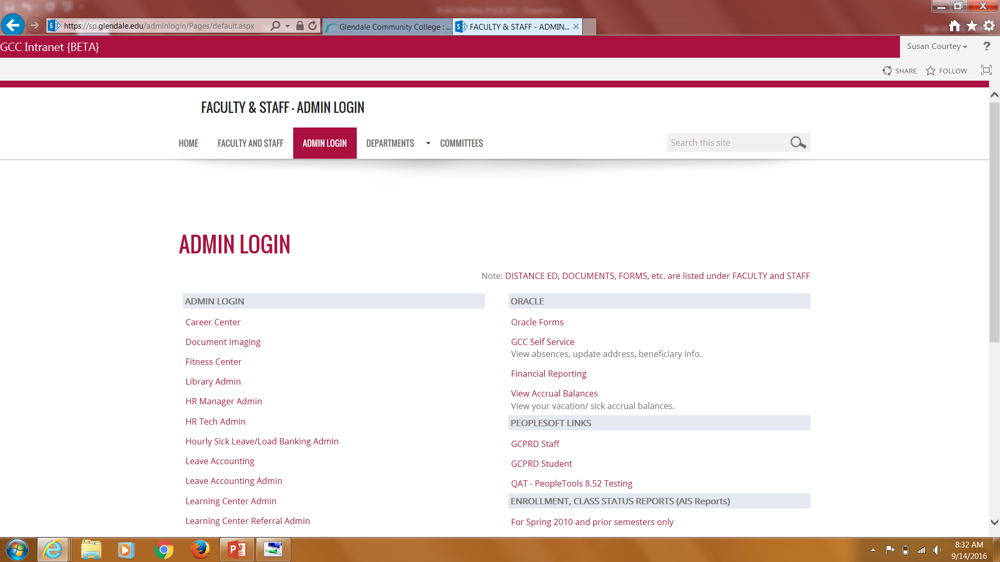 PURCHASING POLICIES - PowerPoint
https://sp.glendale.edu/adminlogin/Pages/default.aspx
Glendale Community College : ...
FACULTY & STAFF - ADMIN...
GCC Intranet {BETA}
Susan Courtey
?
SHARE
FOLLOW
FACULTY & STAFF - ADMIN LOGIN
HOME
FACULTY AND STAFF
ADMIN LOGIN
DEPARTMENTS
COMMITTEES
Search this site
ADMIN LOGIN
Note: DISTANCE ED, DOCUMENTS, FORMS, etc. are listed under FACULTY and STAFF
ADMIN LOGIN
Career Center
Document Imaging
Fitness Center
Library Admin
HR Manager Admin
HR Tech Admin
Hourly Sick Leave/Load Banking Admin
Leave Accounting
Leave Accounting Admin
Learning Center Admin
Learning Center Referral Admin
ORACLE
Oracle Forms
GCC Self Service
View absences, update address, beneficiary info.
Financial Reporting
View Accrual Balances
View your vacation/ sick accrual balances.
PEOPLESOFT LINKS
GCPRD Staff
GCPRD Student
QAT - PeopleTools 8.52 Testing
ENROLLMENT, CLASS STATUS REPORTS (AIS Reports)
For Spring 2010 and prior semesters only
8:32 AM
9/14/2016